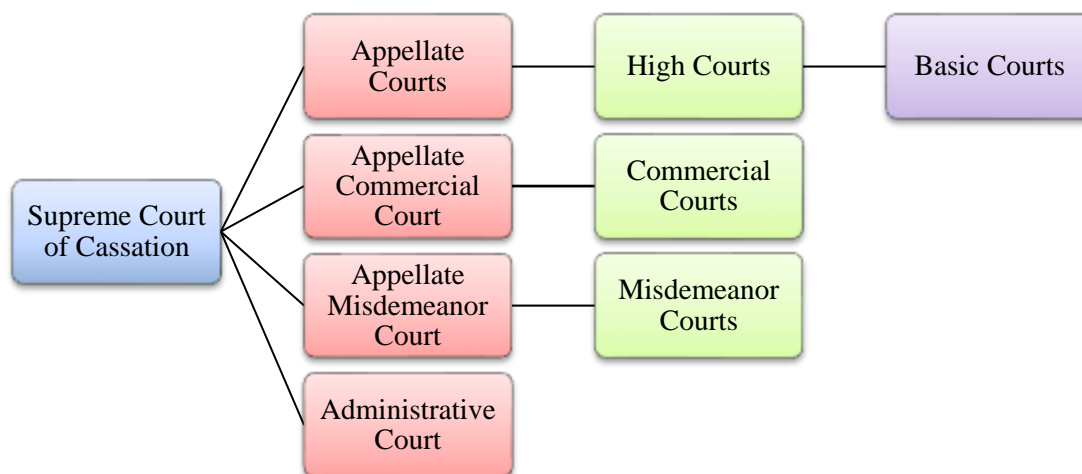 Supreme Court
of Cassation
Appellate
Courts
High Courts
Basic Courts
Appellate
Commercial
Court
Commercial
Courts
Appellate
Misdemeanor
Court
Misdemeanor
Courts
Administrative
Court